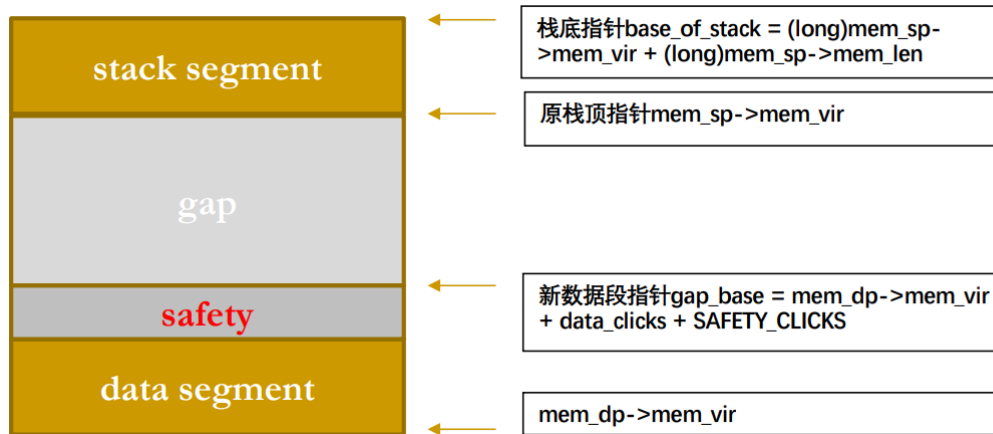 栈底指针base_of_stack = (long)mem_sp-
>mem_vir + (long)mem_sp->mem_len
stack segment
原栈顶指针mem_sp->mem_vir
gap
新数据段指针gap_base = mem_dp->mem_vir
+ data_clicks + SAFETY_CLICKS
safety
data segment
mem_dp->mem_vir